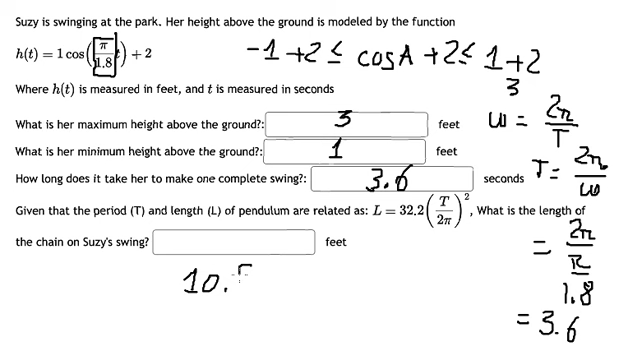 Suzy is swinging at the park. Her height above the ground is modeled by the function
h(t) = 1 cos(π/1.8 t) + 2
-1 +2 ≤ cosA +2 ≤ 1+2
3
Where h(t) is measured in feet, and t is measured in seconds
What is her maximum height above the ground?: 3 feet
ω = 2π/T
What is her minimum height above the ground?: 1 feet
T = 2π/ω
How long does it take her to make one complete swing?: 3.6 seconds
Given that the period (T) and length (L) of pendulum are related as: L = 32.2(T/2π)², What is the length of
the chain on Suzy's swing? feet
= 2π/
π/
1.8
10.
= 3.6